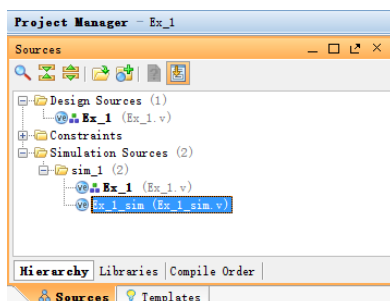 Project Manager - Ex_1
Sources
Design Sources (1)
Ex_1 (Ex_1.v)
Constraints
Simulation Sources (2)
sim_1 (2)
Ex_1 (Ex_1.v)
Ex_1_sim (Ex_1_sim.v)
Hierarchy Libraries Compile Order
Sources Templates